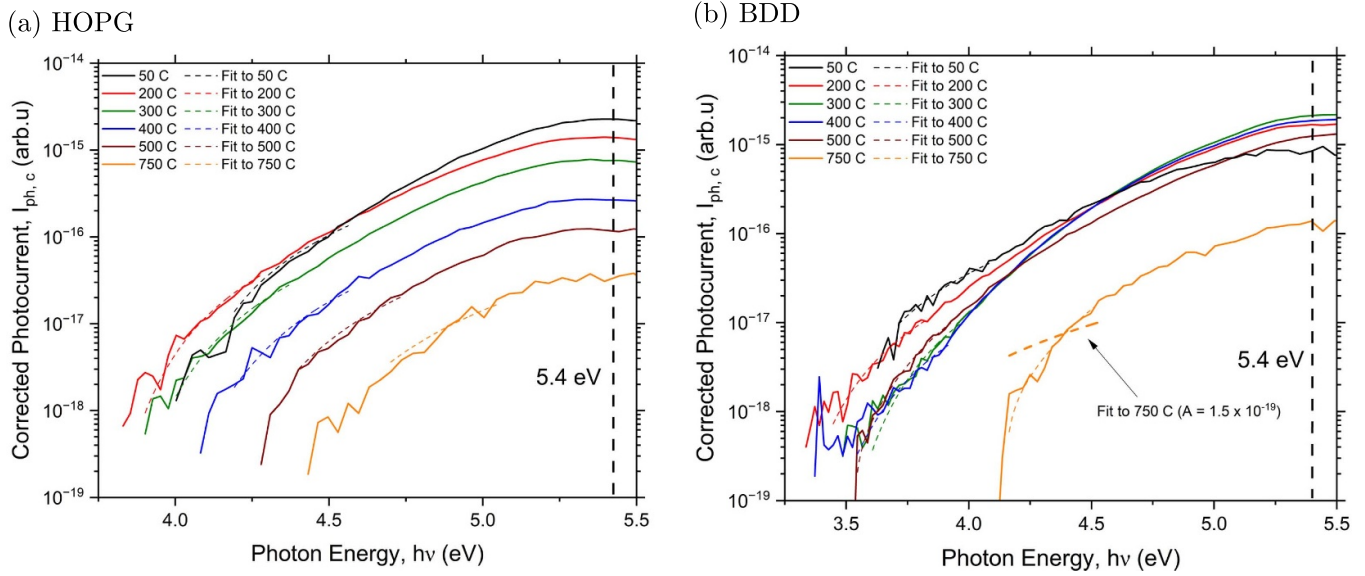 (a) HOPG
10⁻¹⁴
10⁻¹⁵
10⁻¹⁶
10⁻¹⁷
10⁻¹⁸
10⁻¹⁹
Corrected Photocurrent, I_ph, c (arb.u)
50 C Fit to 50 C
200 C Fit to 200 C
300 C Fit to 300 C
400 C Fit to 400 C
500 C Fit to 500 C
750 C Fit to 750 C
5.4 eV
4.0 4.5 5.0 5.5
Photon Energy, hν (eV)
(b) BDD
10⁻¹⁴
10⁻¹⁵
10⁻¹⁶
10⁻¹⁷
10⁻¹⁸
10⁻¹⁹
Corrected Photocurrent, I_ph, c (arb.u)
50 C Fit to 50 C
200 C Fit to 200 C
300 C Fit to 300 C
400 C Fit to 400 C
500 C Fit to 500 C
750 C Fit to 750 C
5.4 eV
Fit to 750 C (A = 1.5 x 10⁻¹⁹)
3.5 4.0 4.5 5.0 5.5
Photon Energy, hν (eV)